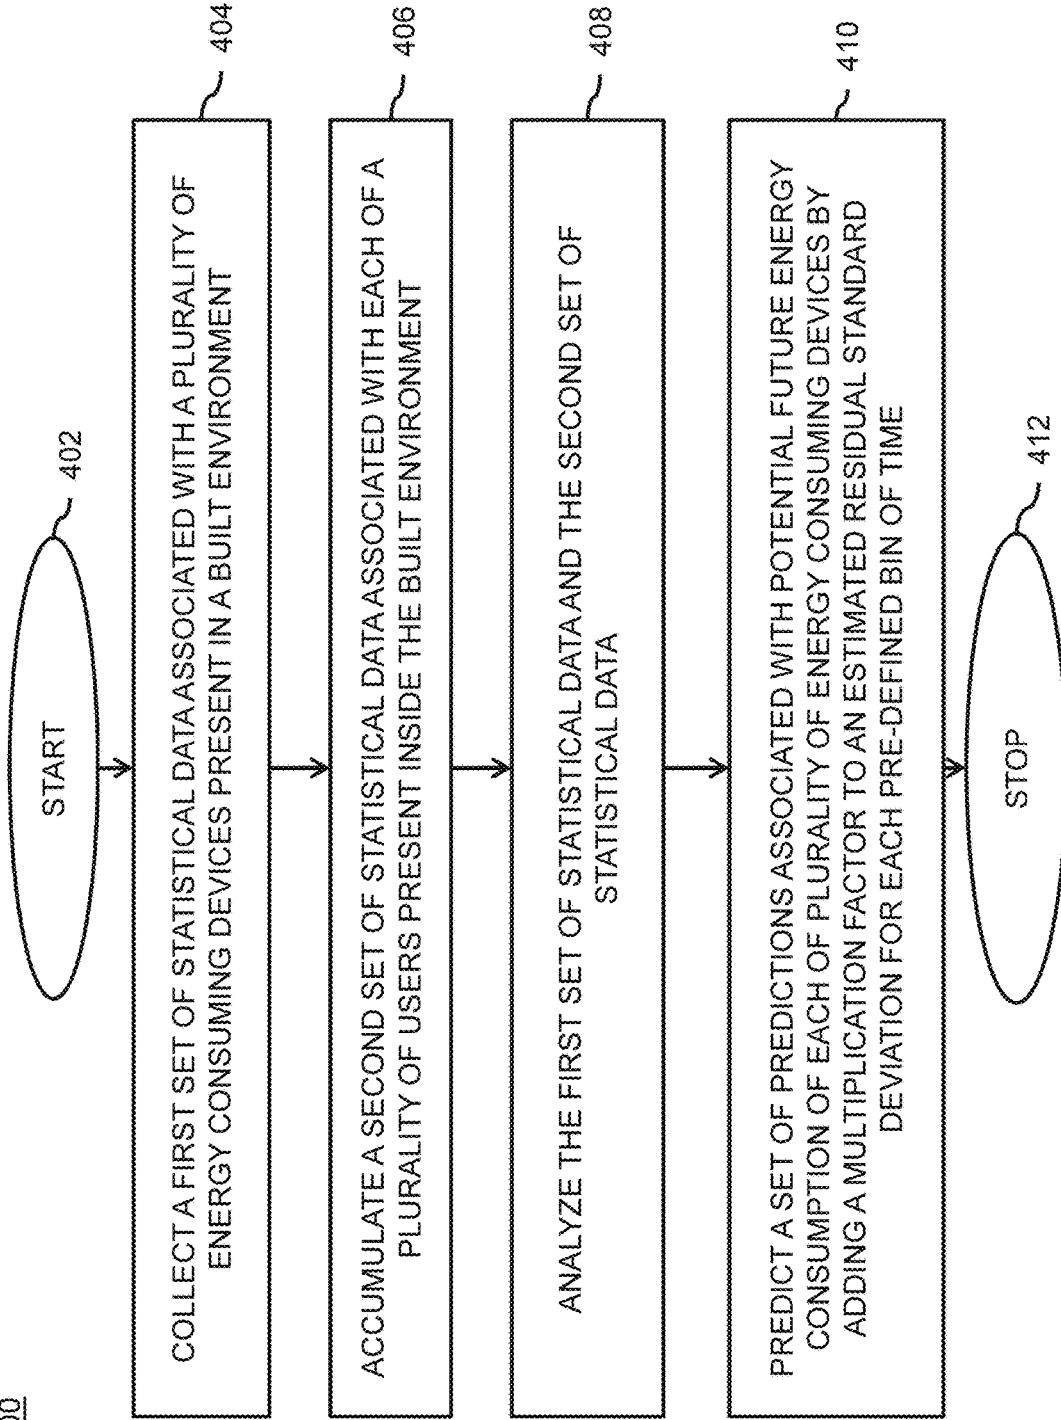 START
402
COLLECT A FIRST SET OF STATISTICAL DATA ASSOCIATED WITH A PLURALITY OF
ENERGY CONSUMING DEVICES PRESENT IN A BUILT ENVIRONMENT
404
ACCUMULATE A SECOND SET OF STATISTICAL DATA ASSOCIATED WITH EACH OF A
PLURALITY OF USERS PRESENT INSIDE THE BUILT ENVIRONMENT
406
ANALYZE THE FIRST SET OF STATISTICAL DATA AND THE SECOND SET OF
STATISTICAL DATA
408
PREDICT A SET OF PREDICTIONS ASSOCIATED WITH POTENTIAL FUTURE ENERGY
CONSUMPTION OF EACH OF PLURALITY OF ENERGY CONSUMING DEVICES BY
ADDING A MULTIPLICATION FACTOR TO AN ESTIMATED RESIDUAL STANDARD
DEVIATION FOR EACH PRE-DEFINED BIN OF TIME
410
STOP
412